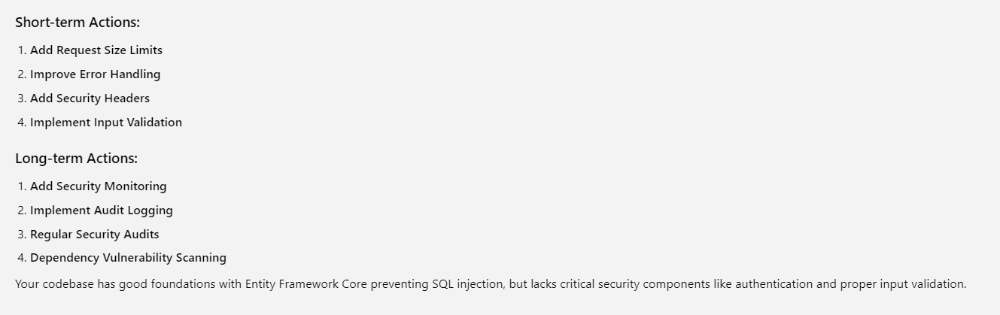 Short-term Actions:
1. Add Request Size Limits
2. Improve Error Handling
3. Add Security Headers
4. Implement Input Validation
Long-term Actions:
1. Add Security Monitoring
2. Implement Audit Logging
3. Regular Security Audits
4. Dependency Vulnerability Scanning
Your codebase has good foundations with Entity Framework Core preventing SQL injection, but lacks critical security components like authentication and proper input validation.